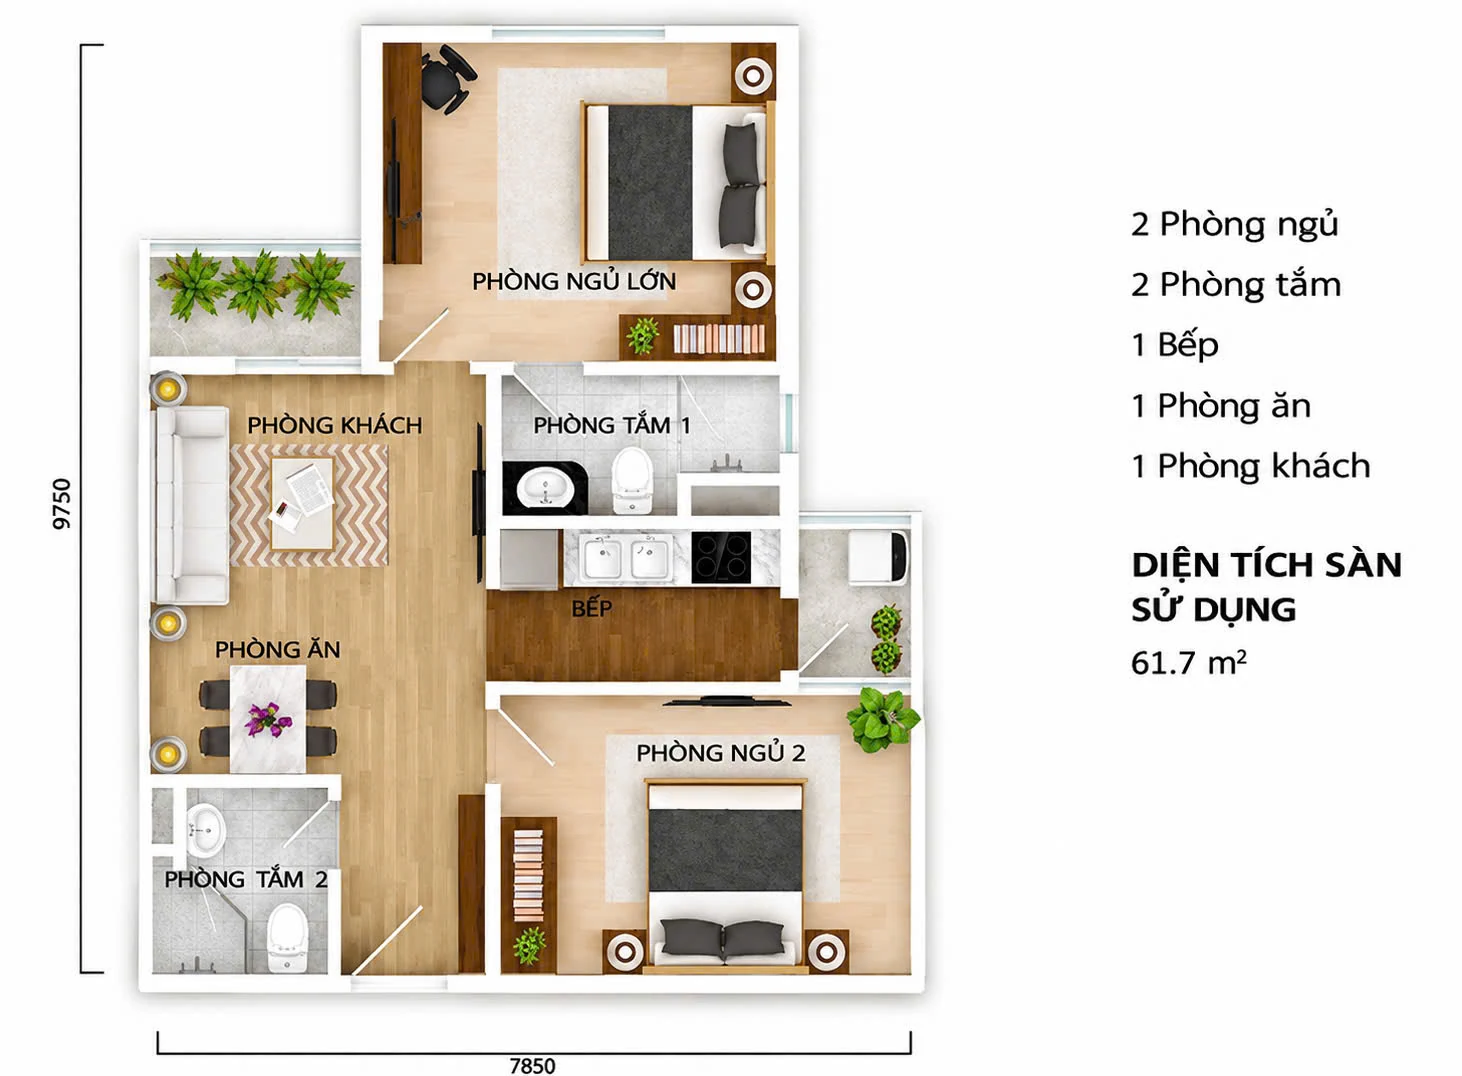 PHÒNG NGỦ LỚN
PHÒNG KHÁCH
PHÒNG TẮM 1
9750
BẾP
PHÒNG ĂN
PHÒNG NGỦ 2
PHÒNG TẮM 2
7850
2 Phòng ngủ
2 Phòng tắm
1 Bếp
1 Phòng ăn
1 Phòng khách
DIỆN TÍCH SÀN
SỬ DỤNG
61.7 m²